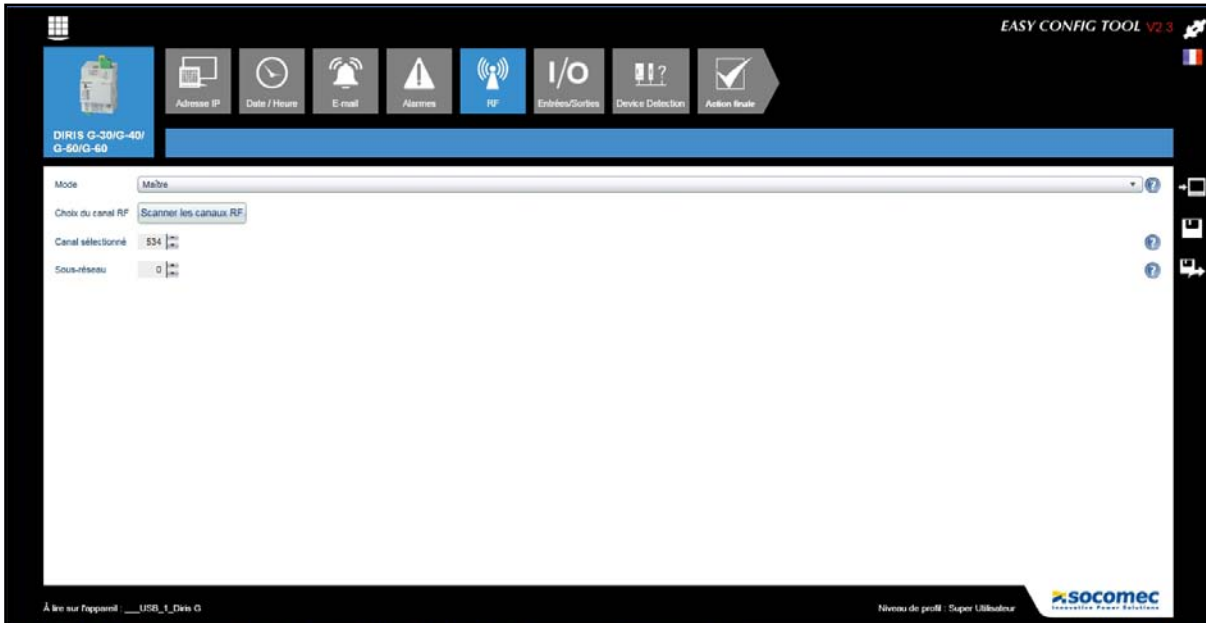 EASY CONFIG TOOL V2.3
Adresse IP
Date / Heure
E-mail
Alarmes
RF
I/O
Entrées/Sorties
?
Device Detection
Action finale
DIRIS G-30/G-40/
G-50/G-60
Mode
Maître
?
Choix du canal RF
Scanner les canaux RF
Canal sélectionné
534
?
Sous-réseau
0
?
À lire sur l'appareil : ___USB_1_Diris G
Niveau de profil : Super Utilisateur
socomec
Innovative Power Solutions